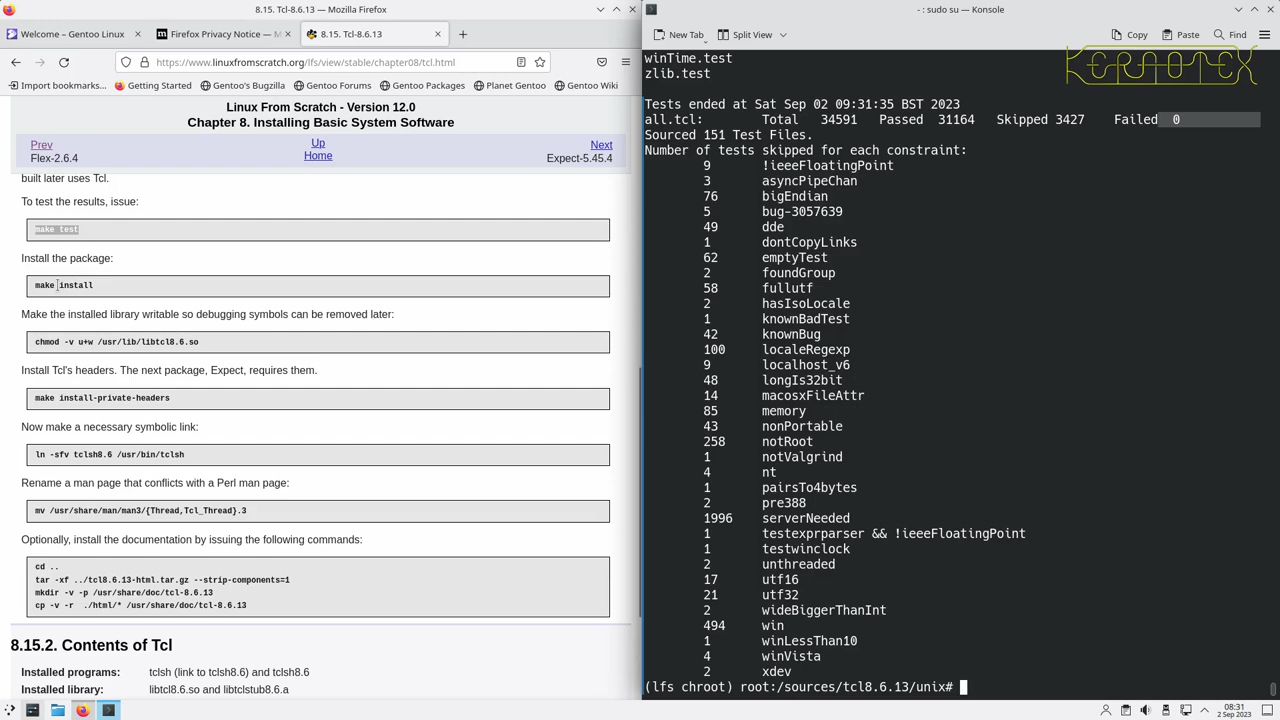 8.15. Tcl-8.6.13 — Mozilla Firefox
Welcome – Gentoo Linux
Firefox Privacy Notice — M
8.15. Tcl-8.6.13
https://www.linuxfromscratch.org/lfs/view/stable/chapter08/tcl.html
Import bookmarks...
Getting Started
Gentoo's Bugzilla
Gentoo Forums
Gentoo Packages
Planet Gentoo
Gentoo Wiki
Linux From Scratch - Version 12.0
Chapter 8. Installing Basic System Software
Prev
Up
Next
Flex-2.6.4
Home
Expect-5.45.4
built later uses Tcl.
To test the results, issue:
make test
Install the package:
make install
Make the installed library writable so debugging symbols can be removed later:
chmod -v u+w /usr/lib/libtcl8.6.so
Install Tcl's headers. The next package, Expect, requires them.
make install-private-headers
Now make a necessary symbolic link:
ln -sfv tclsh8.6 /usr/bin/tclsh
Rename a man page that conflicts with a Perl man page:
mv /usr/share/man/man3/{Thread,Tcl_Thread}.3
Optionally, install the documentation by issuing the following commands:
cd ..
tar -xf ../tcl8.6.13-html.tar.gz --strip-components=1
mkdir -v -p /usr/share/doc/tcl-8.6.13
cp -v -r ./html/* /usr/share/doc/tcl-8.6.13
8.15.2. Contents of Tcl
Installed programs: tclsh (link to tclsh8.6) and tclsh8.6
Installed library: libtcl8.6.so and libtclstub8.6.a
- : sudo su — Konsole
New Tab
Split View
Copy
Paste
Find
KERNOTEX
winTime.test
zlib.test
Tests ended at Sat Sep 02 09:31:35 BST 2023
all.tcl: Total 34591 Passed 31164 Skipped 3427 Failed 0
Sourced 151 Test Files.
Number of tests skipped for each constraint:
9 !ieeeFloatingPoint
3 asyncPipeChan
76 bigEndian
5 bug-3057639
49 dde
1 dontCopyLinks
62 emptyTest
2 foundGroup
58 fullutf
2 hasIsoLocale
1 knownBadTest
42 knownBug
100 localeRegexp
9 localhost_v6
48 longIs32bit
14 macosxFileAttr
85 memory
43 nonPortable
258 notRoot
1 notValgrind
4 nt
1 pairsTo4bytes
2 pre388
1996 serverNeeded
1 testexprparser && !ieeeFloatingPoint
1 testwinclock
2 unthreaded
17 utf16
21 utf32
2 wideBiggerThanInt
494 win
1 winLessThan10
4 winVista
2 xdev
(lfs chroot) root:/sources/tcl8.6.13/unix#
08:31
2 Sep 2023